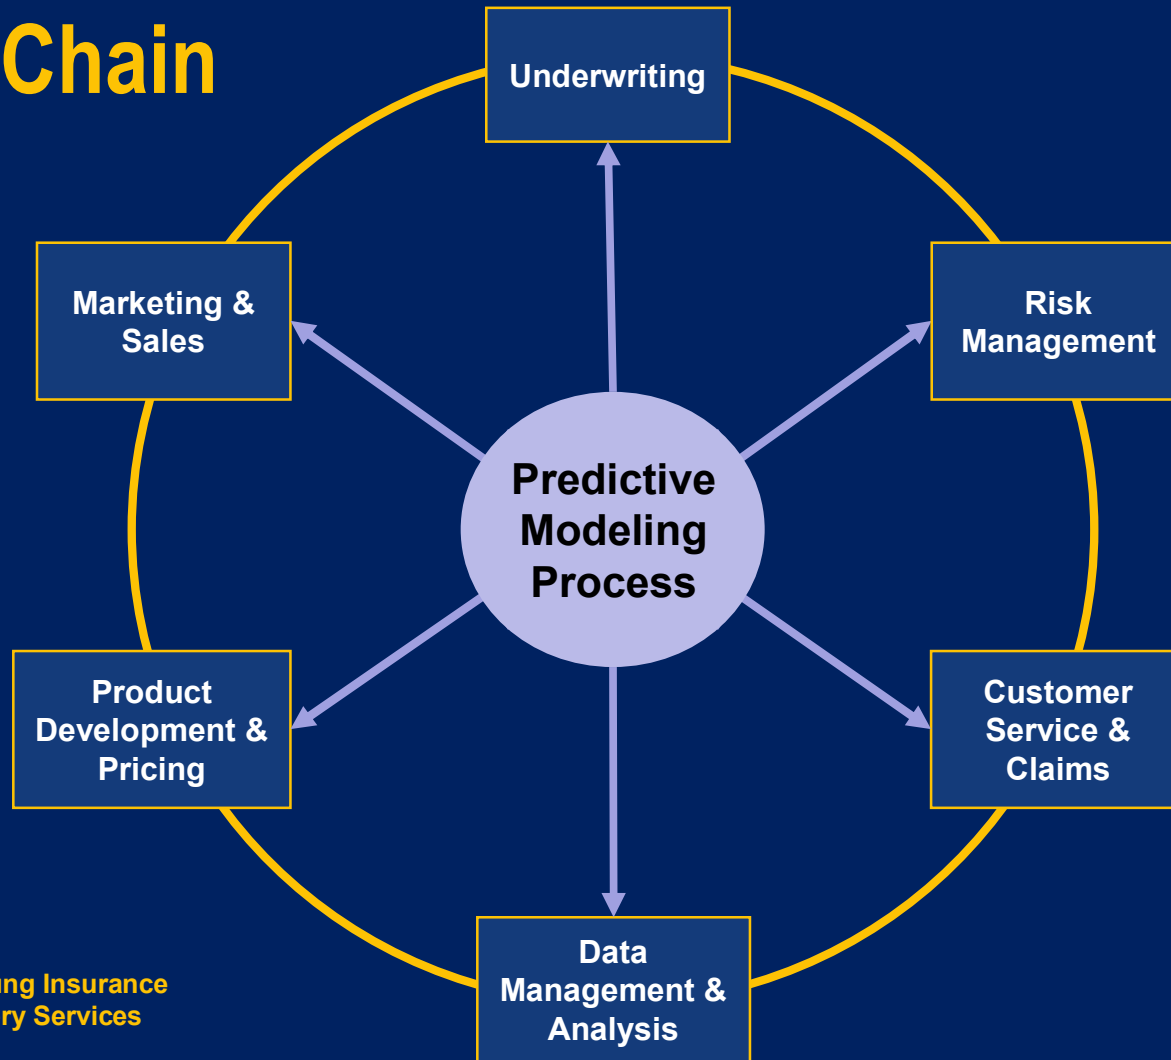 Chain
Underwriting
Marketing &
Sales
Risk
Management
Predictive
Modeling
Process
Product
Development &
Pricing
Customer
Service &
Claims
Data
Management &
Analysis
ung Insurance
ry Services